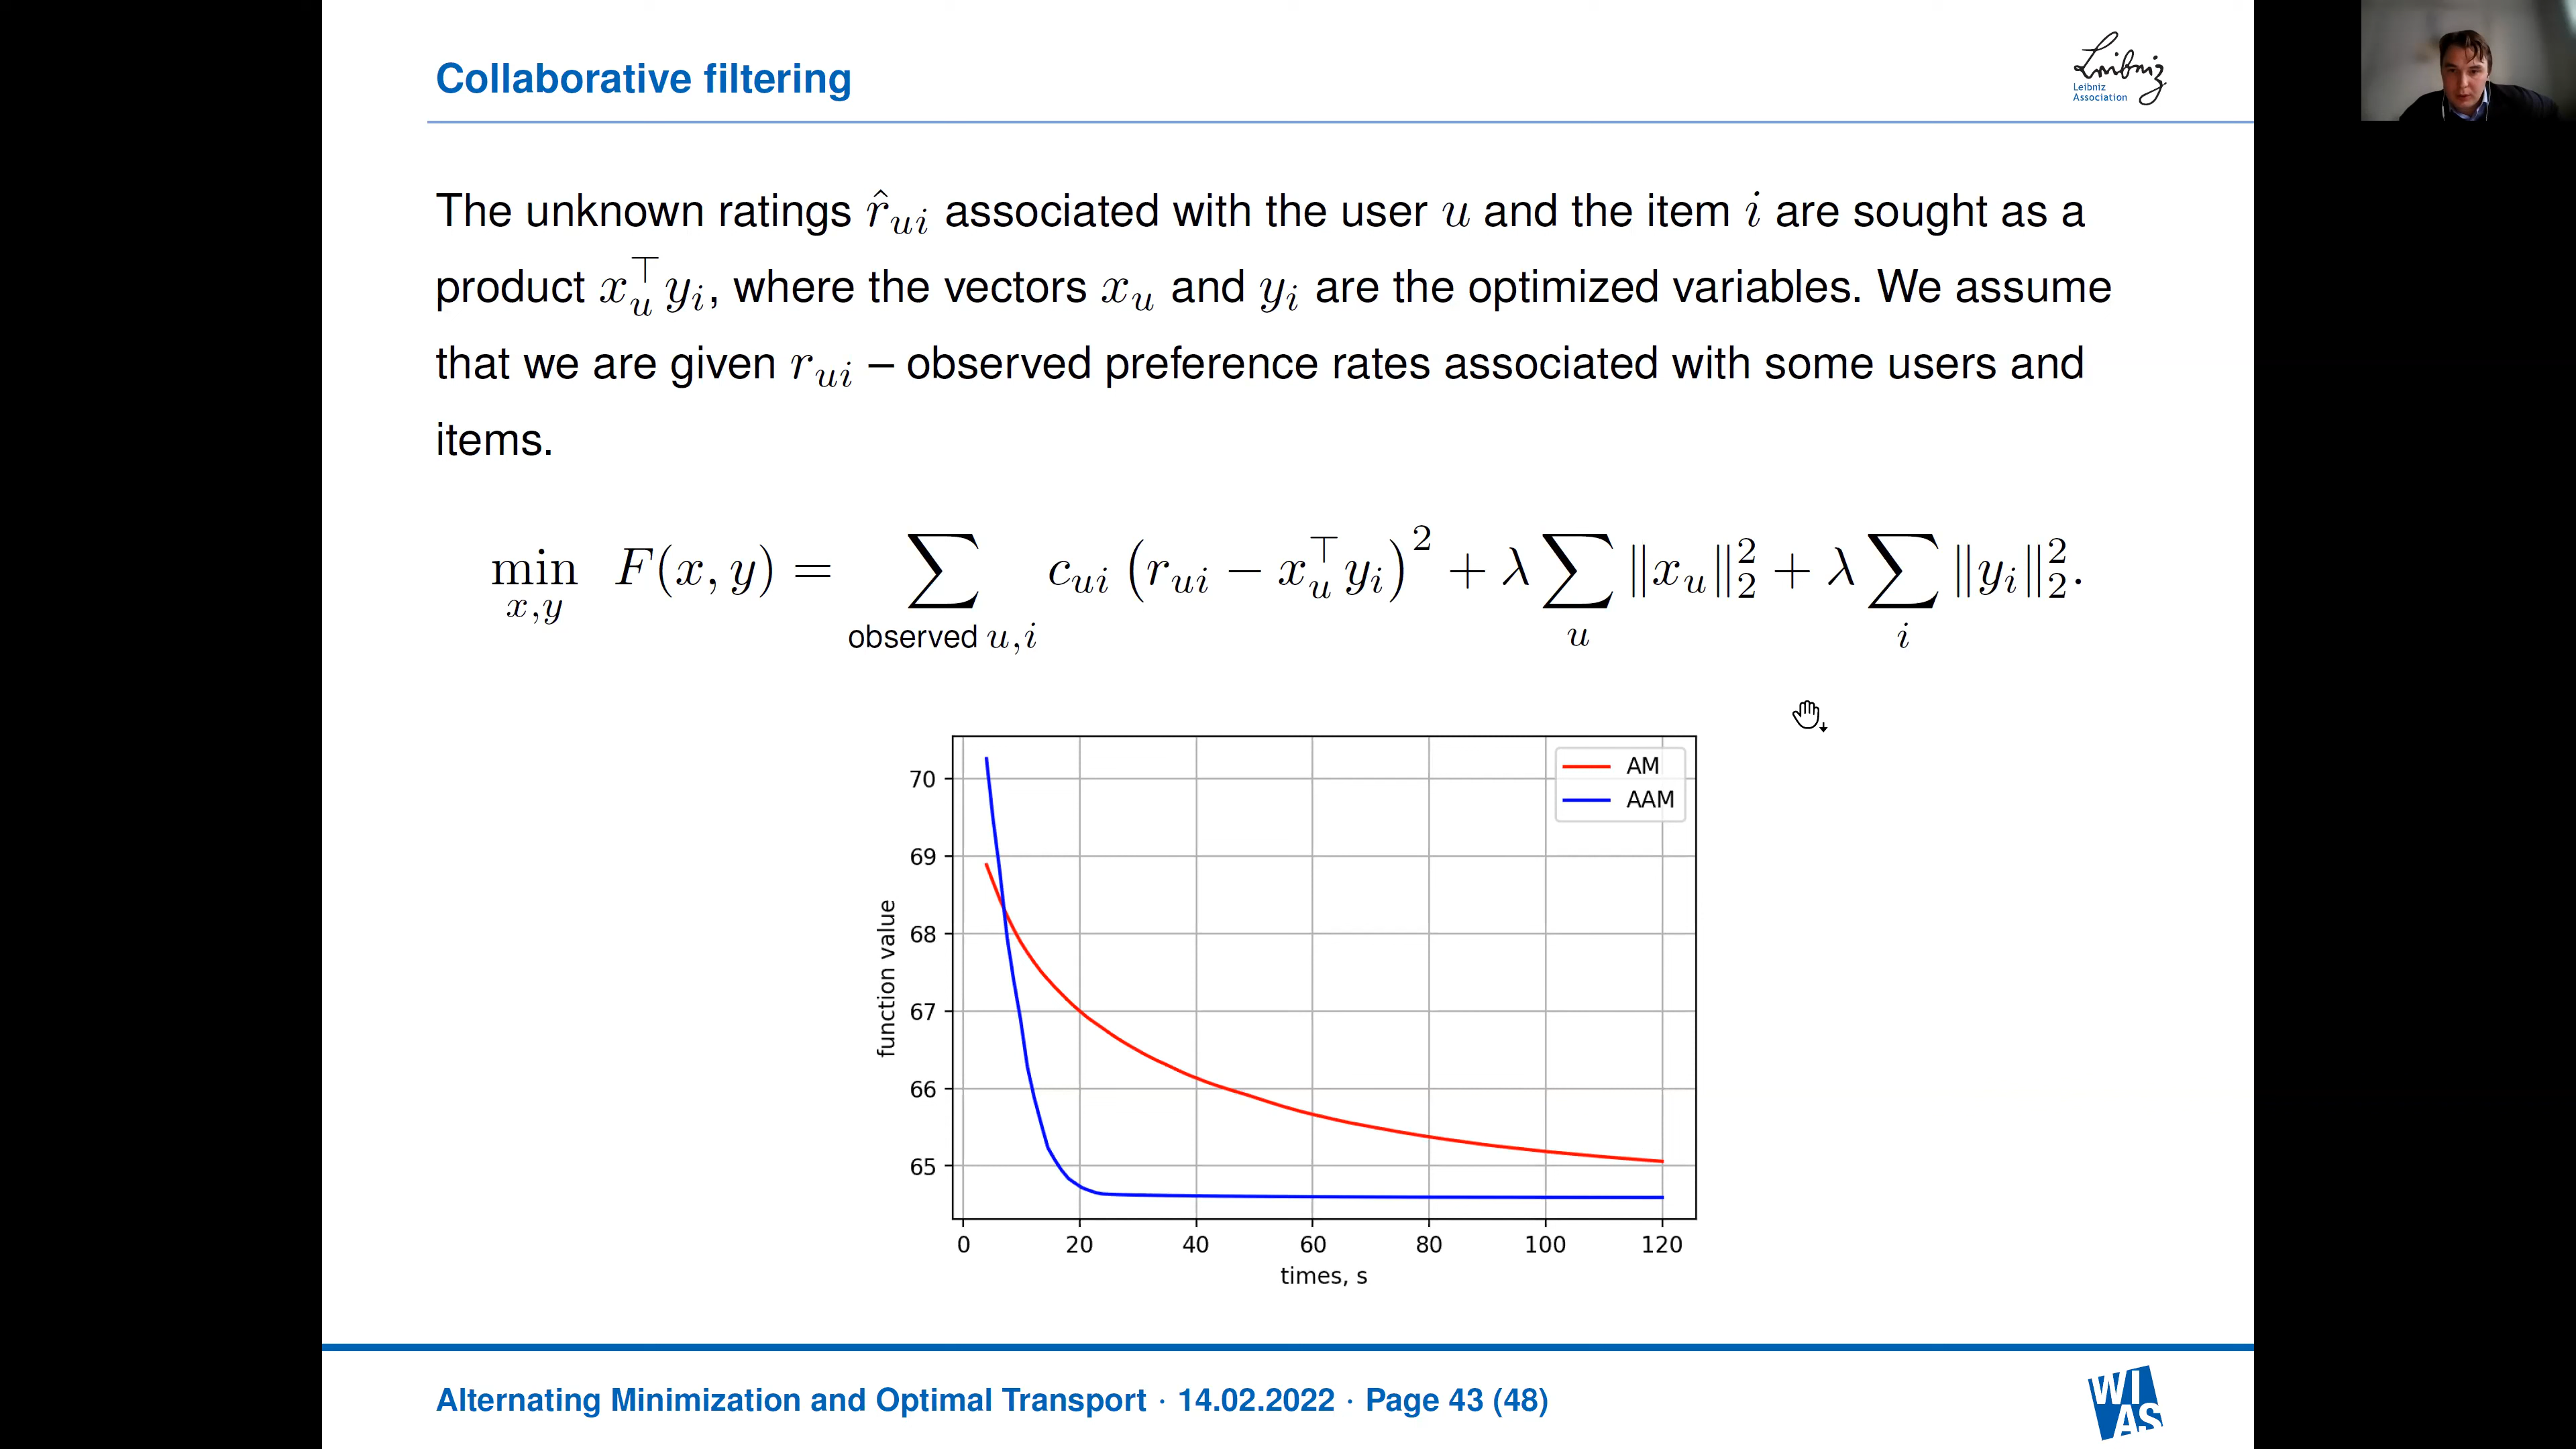 Collaborative filtering
Leibniz
Leibniz
Association
The unknown ratings r̂_{ui} associated with the user u and the item i are sought as a
product x_u^⊤ y_i, where the vectors x_u and y_i are the optimized variables. We assume
that we are given r_{ui} – observed preference rates associated with some users and
items.
min_{x,y} F(x, y) = ∑_{observed u,i} c_{ui} (r_{ui} − x_u^⊤ y_i)^2 + λ ∑_u ‖x_u‖_2^2 + λ ∑_i ‖y_i‖_2^2.
AM
AAM
70
69
68
67
66
65
function value
0 20 40 60 80 100 120
times, s
Alternating Minimization and Optimal Transport · 14.02.2022 · Page 43 (48)
WI
AS